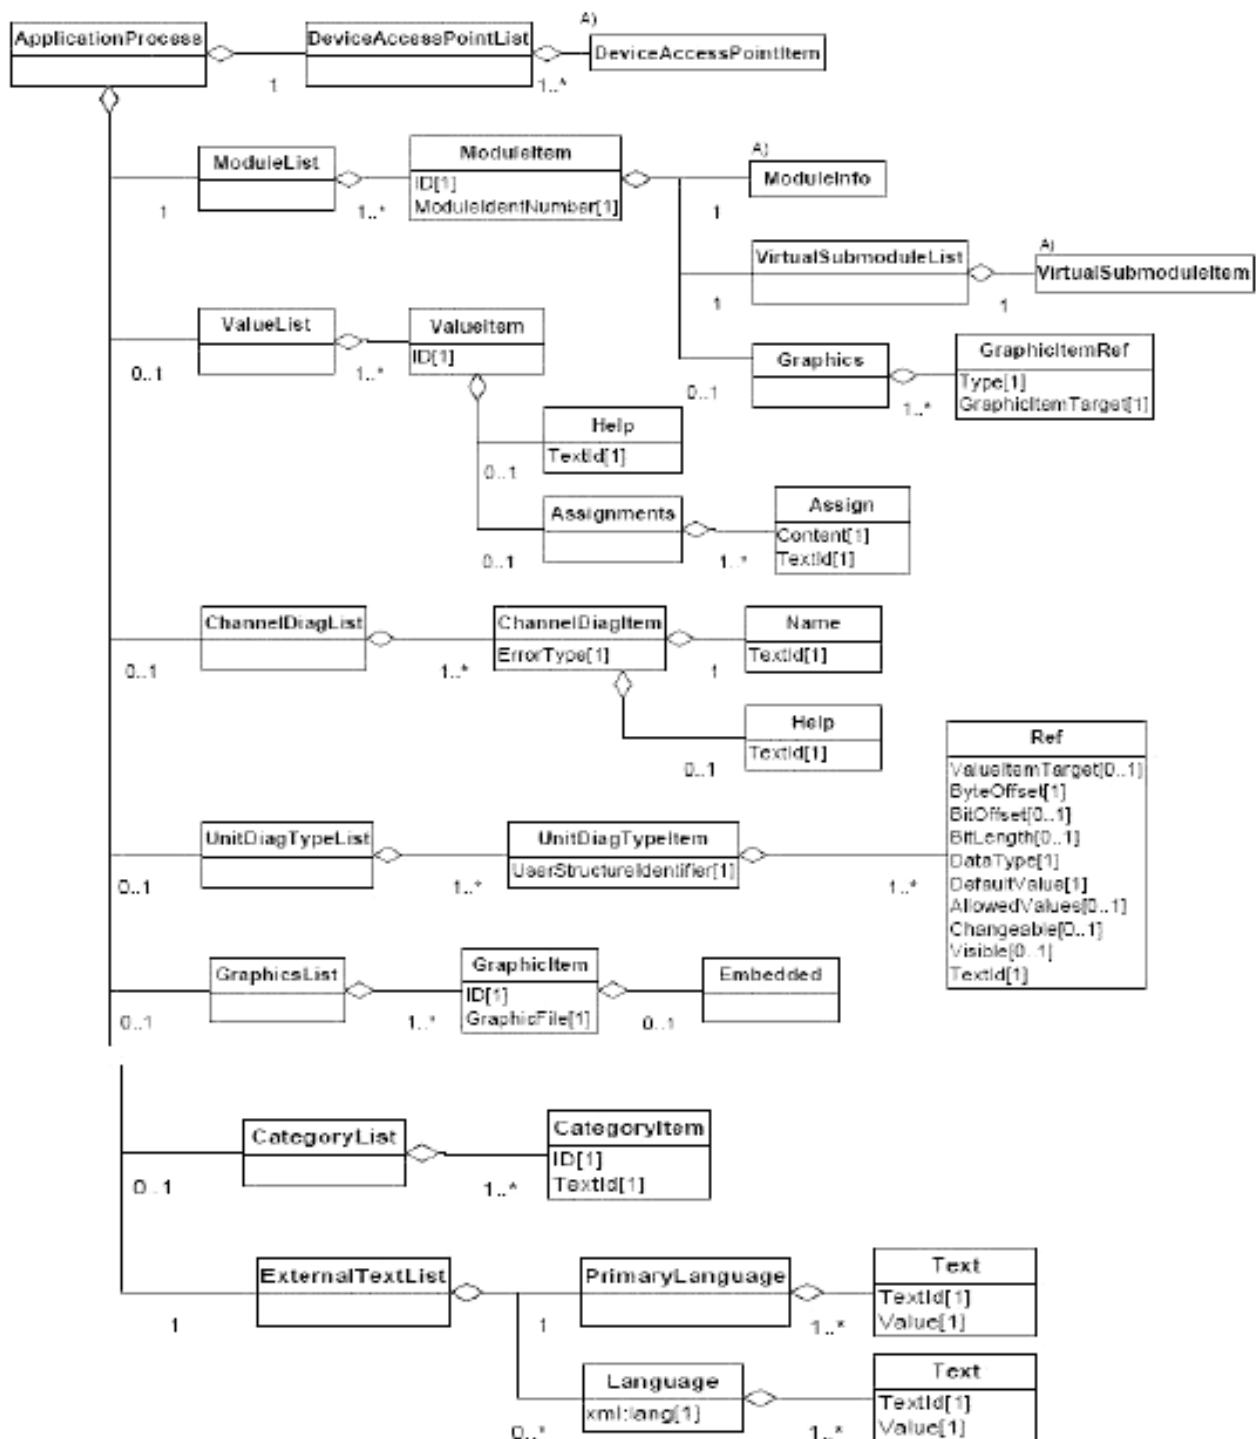 A)
ApplicationProcess
DeviceAccessPointList
DeviceAccessPointItem
1
1..*
ModuleList
ModuleItem
ID[1]
ModuleIdentNumber[1]
A)
ModuleInfo
1
1..*
1
VirtualSubmoduleList
A)
VirtualSubmoduleItem
1
1
ValueList
ValueItem
ID[1]
0..1
1..*
Graphics
GraphicItemRef
Type[1]
GraphicItemTarget[1]
0..1
1..*
Help
TextId[1]
0..1
Assignments
Assign
Content[1]
TextId[1]
0..1
1..*
ChannelDiagList
ChannelDiagItem
ErrorType[1]
Name
TextId[1]
0..1
1..*
1
Help
TextId[1]
0..1
Ref
ValueItemTarget[0..1]
ByteOffset[1]
BitOffset[0..1]
BitLength[0..1]
DataType[1]
DefaultValue[1]
AllowedValues[0..1]
Changeable[0..1]
Visible[0..1]
TextId[1]
UnitDiagTypeList
UnitDiagTypeItem
UserStructureIdentifier[1]
0..1
1..*
1..*
GraphicsList
GraphicItem
ID[1]
GraphicFile[1]
Embedded
0..1
1..*
0..1
CategoryList
CategoryItem
ID[1]
TextId[1]
0..1
1..*
ExternalTextList
PrimaryLanguage
Text
TextId[1]
Value[1]
1
1
1..*
Language
xml:lang[1]
Text
TextId[1]
Value[1]
0..*
1..*